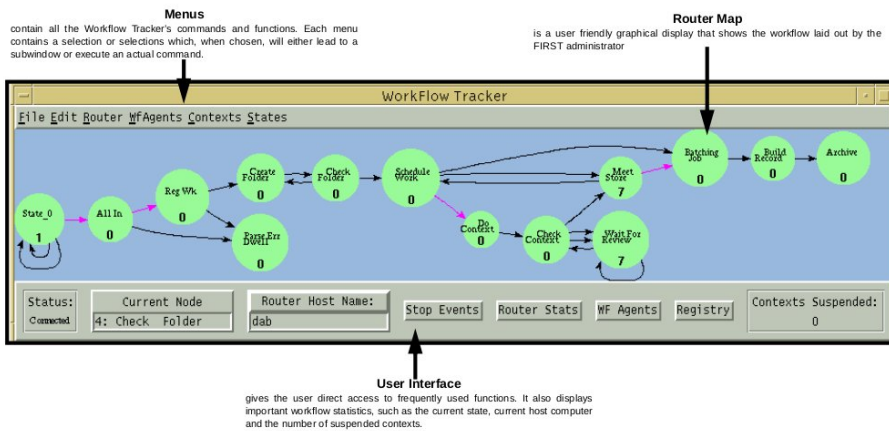 Menus
contain all the Workflow Tracker's commands and functions. Each menu
contains a selection or selections which, when chosen, will either lead to a
subwindow or execute an actual command.
Router Map
is a user friendly graphical display that shows the workflow laid out by the
FIRST administrator
WorkFlow Tracker
File Edit Router WfAgents Contexts States
State_0
1
All In
0
Reg Wk
0
Create
Folder
0
Check
Folder
0
Parse Err
Dwell
0
Schedule
Work
0
Do
Context
0
Check
Context
0
Meet
Store
7
Wait For
Review
7
Batching
Job
0
Build
Record
0
Archive
0
Status:
Connected
Current Node
4: Check Folder
Router Host Name:
dab
Stop Events
Router Stats
WF Agents
Registry
Contexts Suspended:
0
User Interface
gives the user direct access to frequently used functions. It also displays
important workflow statistics, such as the current state, current host computer
and the number of suspended contexts.